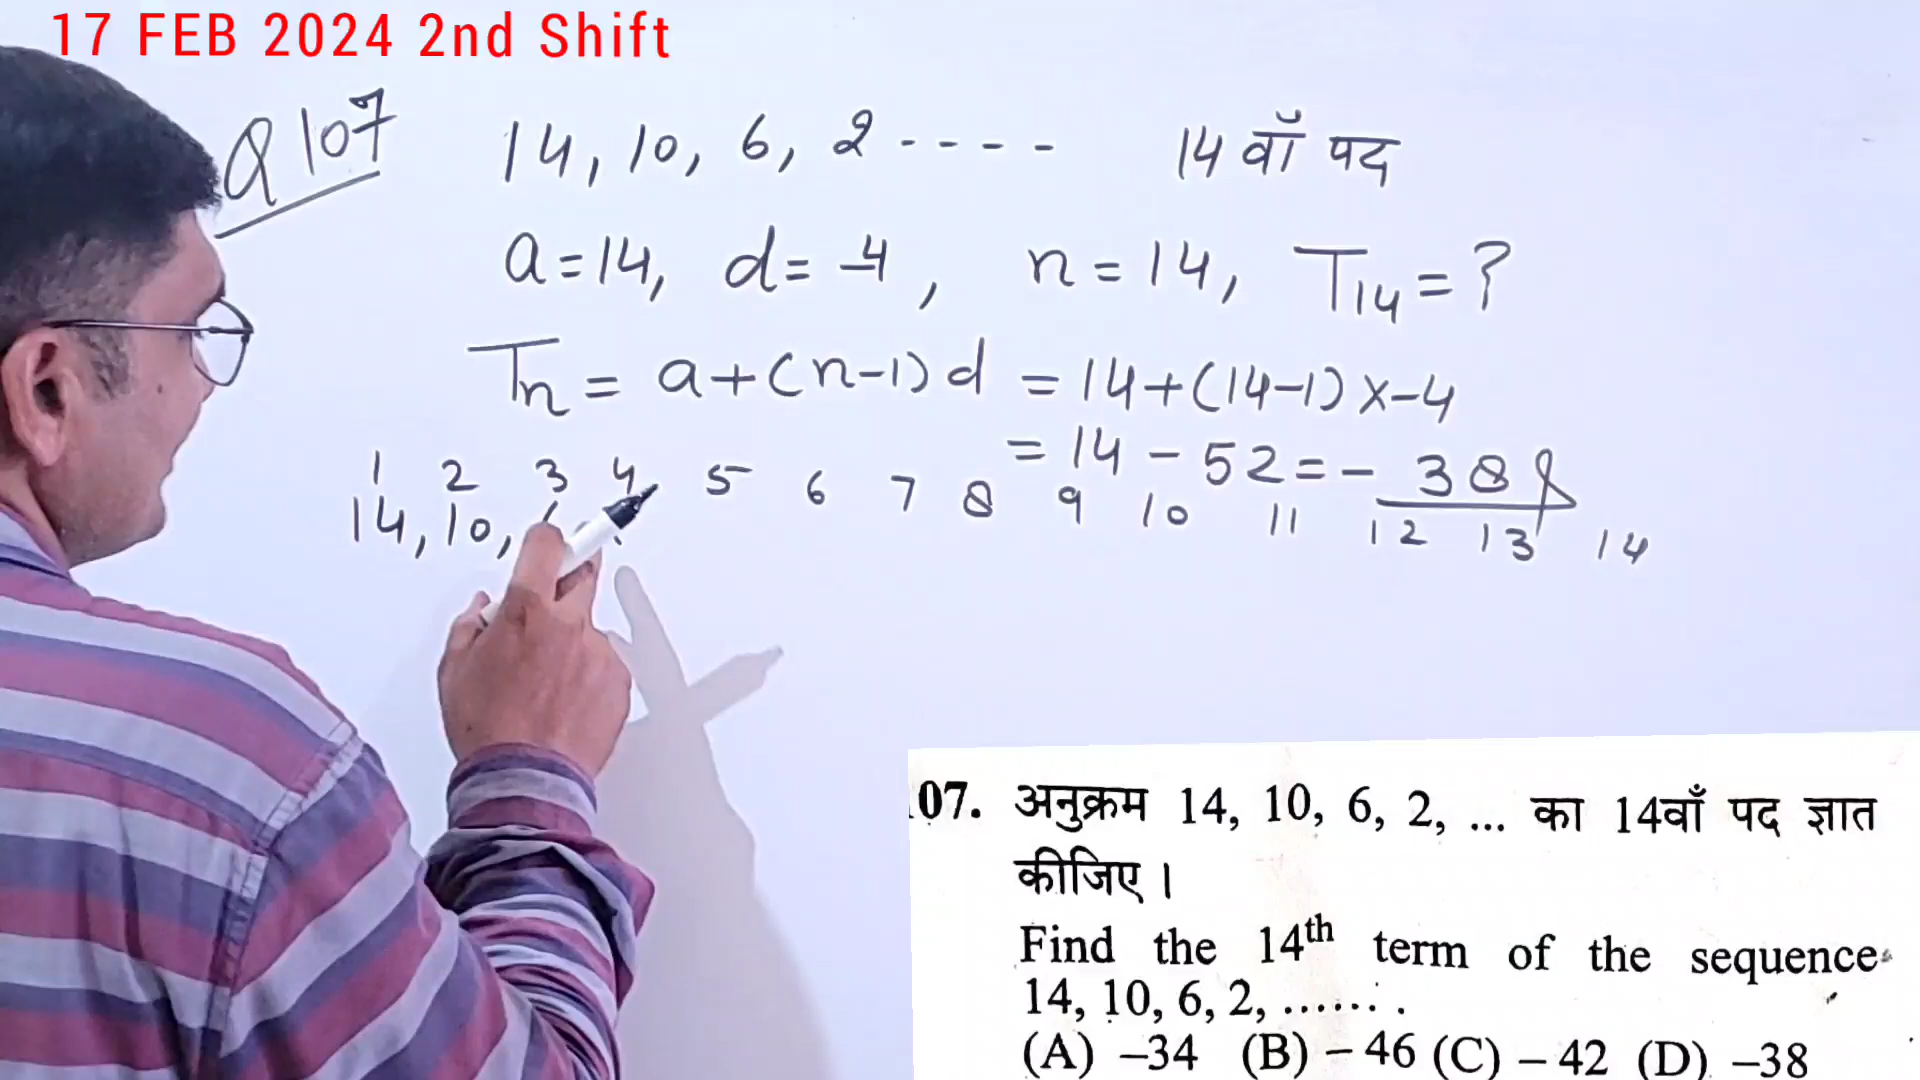 17 FEB 2024 2nd Shift
Q 107
14, 10, 6, 2 ---- 14 वाँ पद
a=14, d= -4, n=14, T14=?
Tn = a+(n-1)d = 14+(14-1)x-4
= 14 - 52 = - 38
1 2 3 4 5 6 7 8 9 10 11 12 13 14
14, 10,
07. अनुक्रम 14, 10, 6, 2, ... का 14वाँ पद ज्ञात
कीजिए।
Find the 14th term of the sequence
14, 10, 6, 2, .......
(A) –34 (B) – 46 (C) – 42 (D) –38